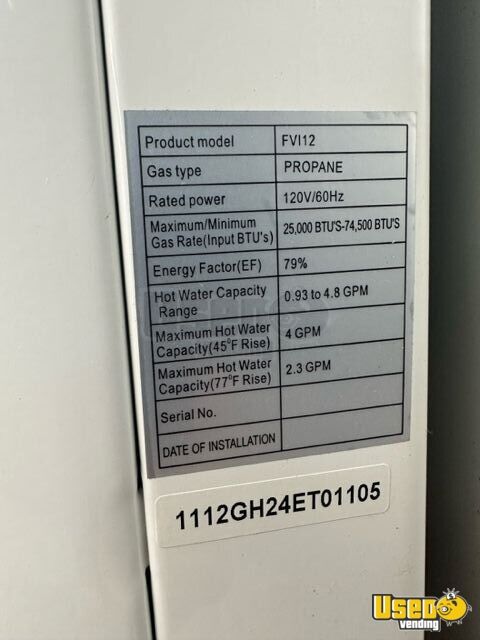 Product model FVI12
Gas type PROPANE
Rated power 120V/60Hz
Maximum/Minimum
Gas Rate(Input BTU's) 25,000 BTU'S-74,500 BTU'S
Energy Factor(EF) 79%
Hot Water Capacity
Range 0.93 to 4.8 GPM
Maximum Hot Water
Capacity(45°F Rise) 4 GPM
Maximum Hot Water
Capacity(77°F Rise) 2.3 GPM
Serial No.
DATE OF INSTALLATION
1112GH24ET01105
Used
vending